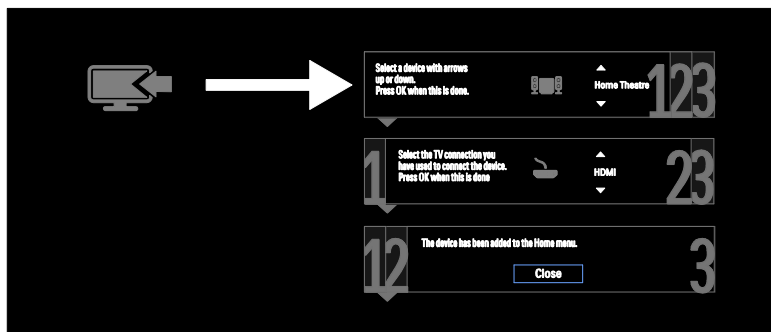 Select a device with arrows
up or down.
Press OK when this is done.
Home Theatre
123
1
Select the TV connection you
have used to connect the device.
Press OK when this is done
HDMI
23
12
The device has been added to the Home menu.
Close
3